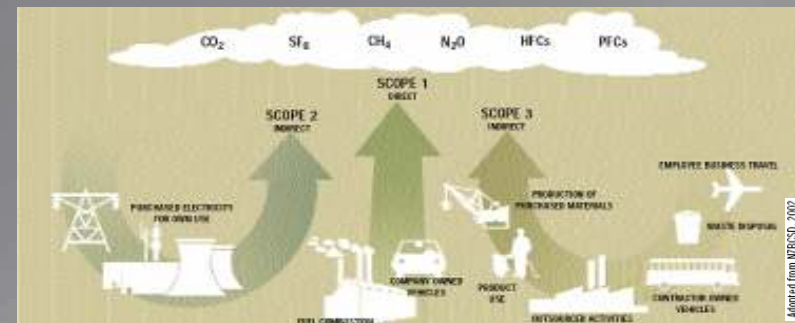 CO2 SF6 CH4 N2O HFCs PFCs
SCOPE 1
DIRECT
SCOPE 2
INDIRECT
SCOPE 3
INDIRECT
EMPLOYEE BUSINESS TRAVEL
PURCHASED ELECTRICITY
FOR OWN USE
PRODUCTION OF
PURCHASED MATERIALS
WASTE DISPOSAL
COMPANY OWNED
VEHICLES
PRODUCT
USE
CONTRACTOR OWNED
VEHICLES
FUEL COMBUSTION
OUTSOURCED ACTIVITIES
Adopted from NZBCSD, 2002